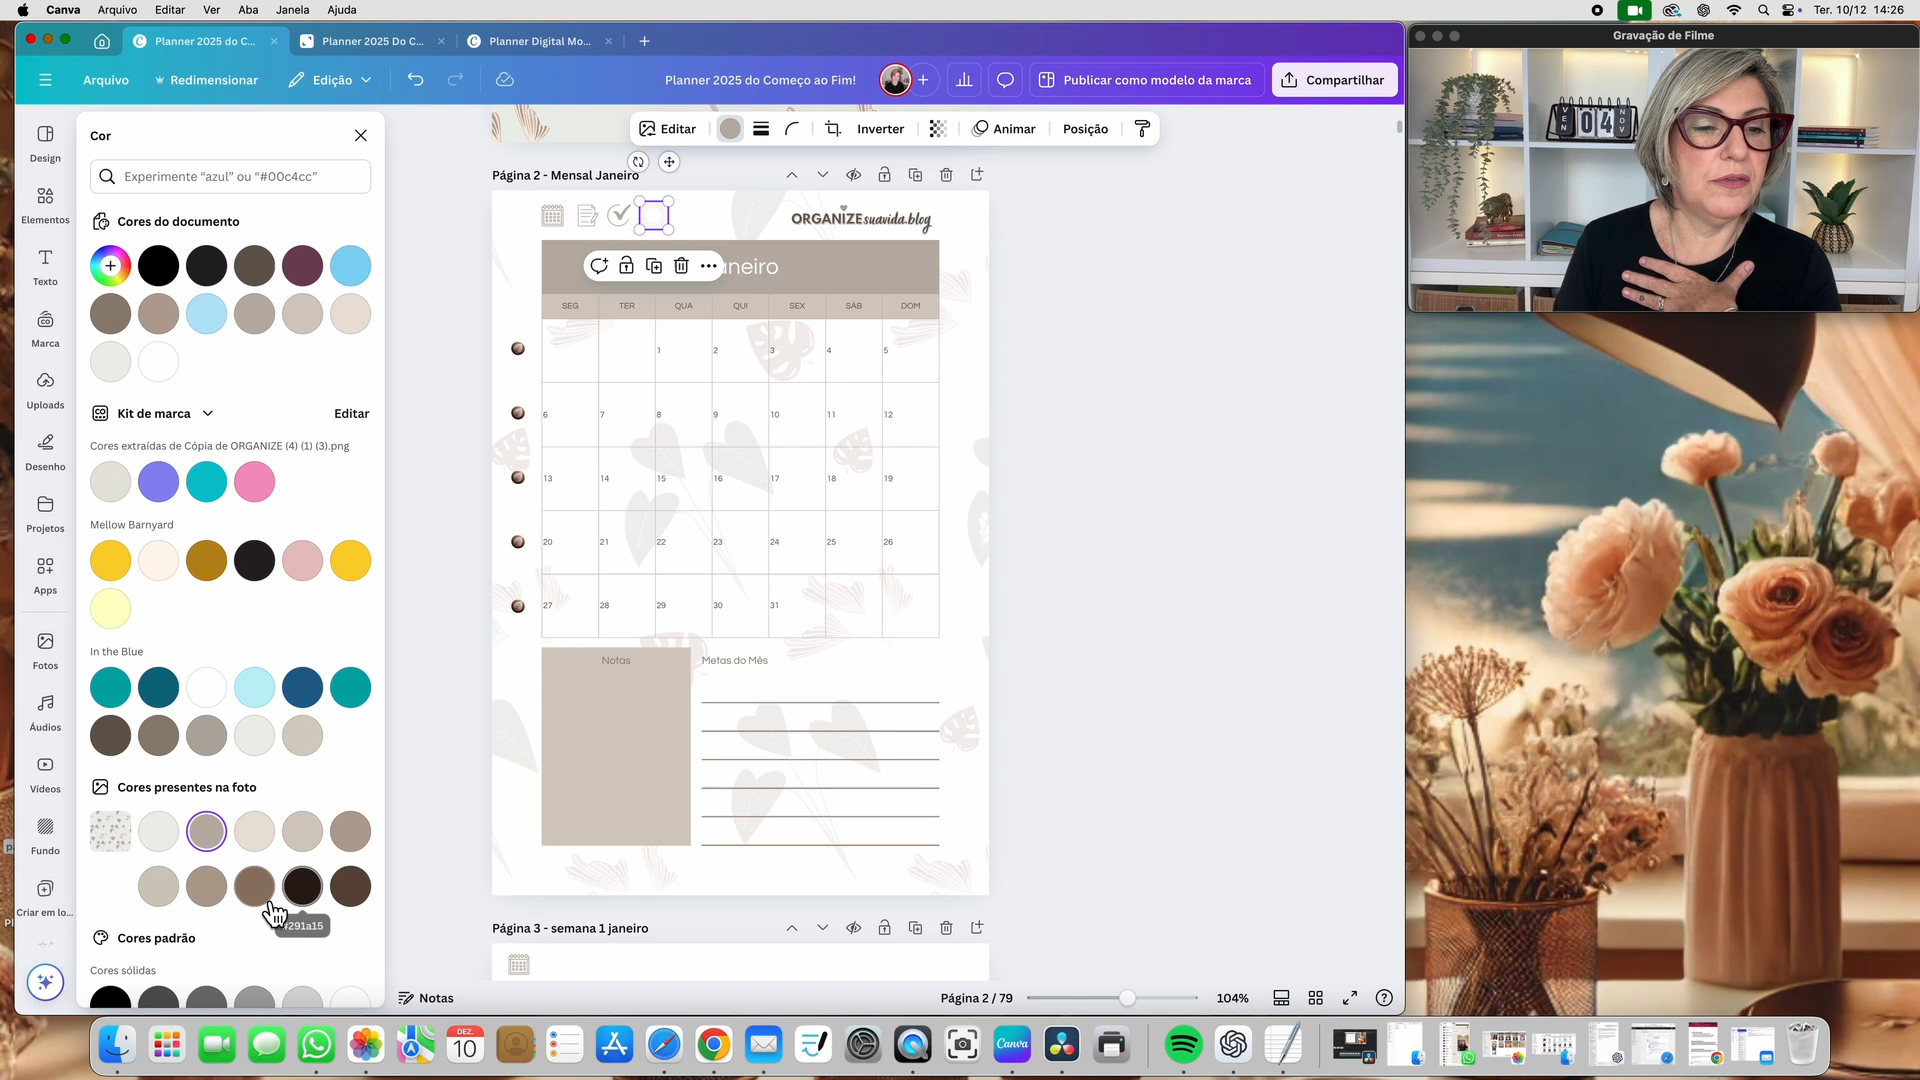 Canva Arquivo Editar Ver Aba Janela Ajuda
Ter. 10/12 14:26
Planner 2025 do C...
Planner 2025 Do C...
Planner Digital Mo...
Gravação de Filme
Arquivo
Redimensionar
Edição
Planner 2025 do Começo ao Fim!
Publicar como modelo da marca
Compartilhar
Design
Elementos
Texto
Marca
Uploads
Desenho
Projetos
Apps
Fotos
Áudios
Vídeos
Fundo
Criar em lo...
Cor
Experimente “azul” ou “#00c4cc”
Cores do documento
Kit de marca
Editar
Cores extraídas de Cópia de ORGANIZE (4) (1) (3).png
Mellow Barnyard
In the Blue
Cores presentes na foto
Cores padrão
Cores sólidas
Editar
Inverter
Animar
Posição
Página 2 - Mensal Janeiro
ORGANIZE suavida.blog
aneiro
SEG TER QUA QUI SEX SÁB DOM
1 2 3 4 5
6 7 8 9 10 11 12
13 14 15 16 17 18 19
20 21 22 23 24 25 26
27 28 29 30 31
Notas
Metas do Mês
Página 3 - semana 1 janeiro
Notas
Página 2 / 79
104%
VEN
04
NOV
DEZ.
10
Canva